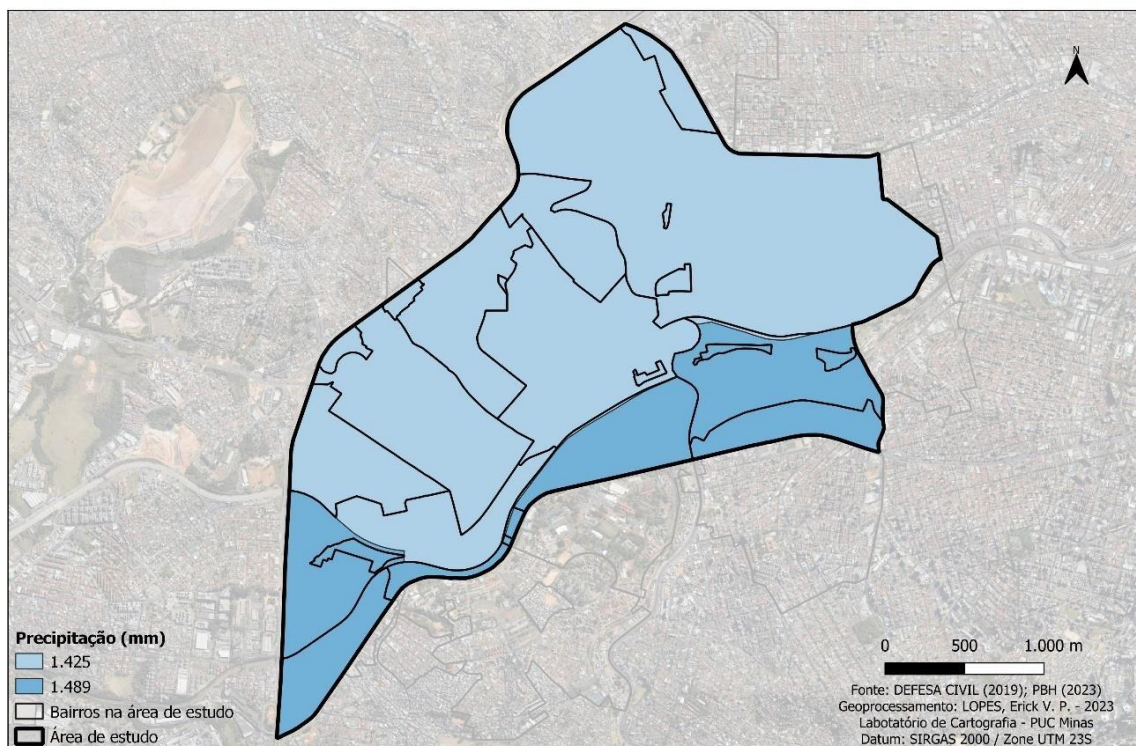 N
Precipitação (mm)
1.425
1.489
Bairros na área de estudo
Área de estudo
0 500 1.000 m
Fonte: DEFESA CIVIL (2019); PBH (2023)
Geoprocessamento: LOPES, Erick V. P. - 2023
Labotatório de Cartografia - PUC Minas
Datum: SIRGAS 2000 / Zone UTM 23S